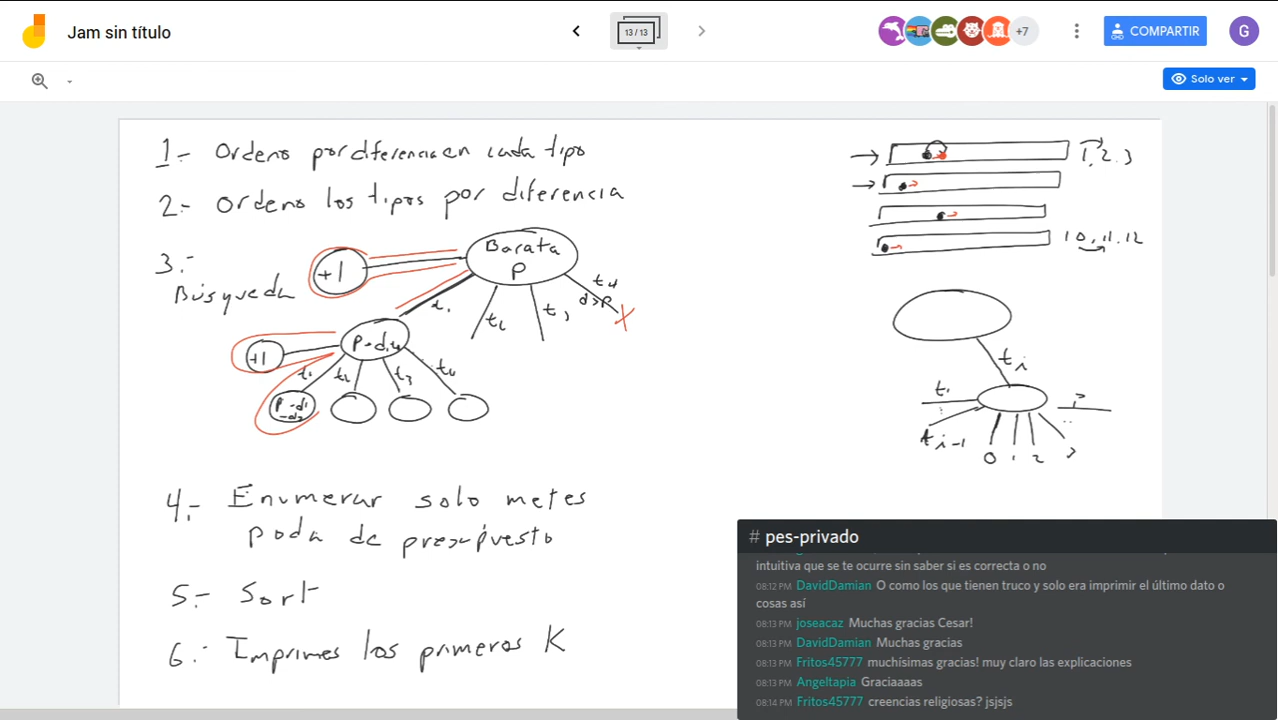 Jam sin título
13 / 13
+7
COMPARTIR
G
Solo ver
1.- Ordeno por diferencia en cada tipo
2.- Ordeno los tipos por diferencia
3.-
Búsqueda
+1
Barata
P
t4
d>P
X
t1
t2
t3
+1
P-d1
t1
t2
t3
t4
P-d1
-d2
4.- Enumerar solo metes
poda de presupuesto
5.- Sort
6.- Imprimes los primeros K
1, 2, 3
10, 11, 12
ti
t1
ti-1
0
1
2
3
# pes-privado
intuitiva que se te ocurre sin saber si es correcta o no
08:12 PM DavidDamian O como los que tienen truco y solo era imprimir el último dato o
cosas así
08:13 PM joseacaz Muchas gracias Cesar!
08:13 PM DavidDamian Muchas gracias
08:13 PM Fritos45777 muchísimas gracias! muy claro las explicaciones
08:13 PM Angeltapia Graciaaaas
08:14 PM Fritos45777 creencias religiosas? jsjsjs